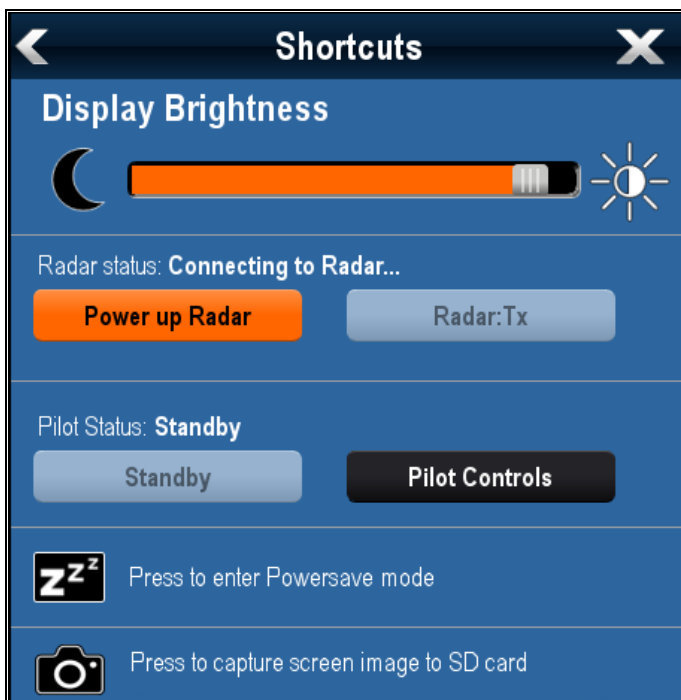 Shortcuts
Display Brightness
Radar status: Connecting to Radar...
Power up Radar Radar:Tx
Pilot Status: Standby
Standby Pilot Controls
zzz Press to enter Powersave mode
Press to capture screen image to SD card